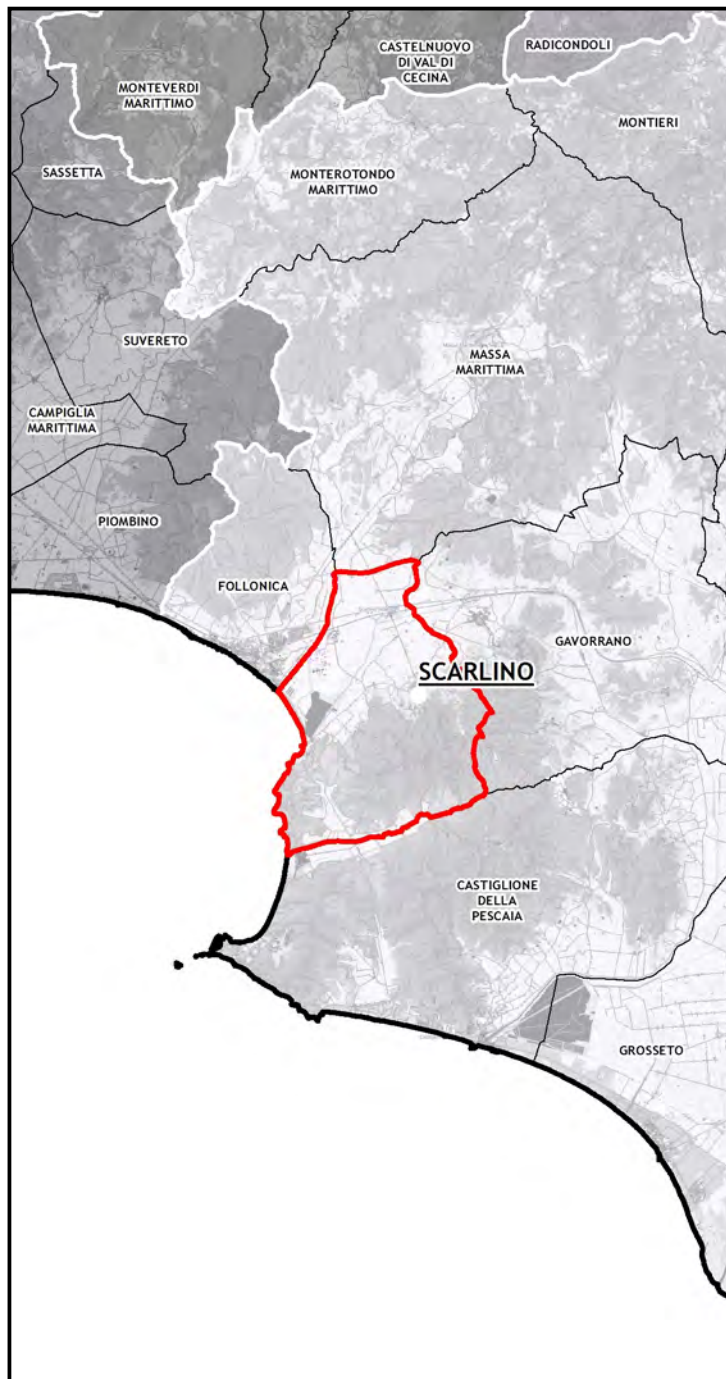 RADICONDOLI
CASTELNUOVO
DI VAL DI
CECINA
MONTEVERDI
MARITTIMO
MONTIERI
SASSETTA
MONTEROTONDO
MARITTIMO
SUVERETO
MASSA
MARITTIMA
CAMPIGLIA
MARITTIMA
PIOMBINO
FOLLONICA
GAVORRANO
SCARLINO
CASTIGLIONE
DELLA
PESCAIA
GROSSETO